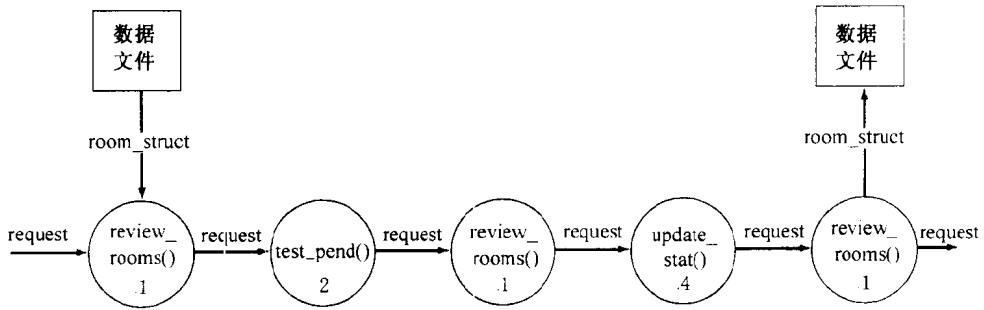 数据
文件
数据
文件
room_struct
room_struct
request
review_
rooms()
.1
request
test_pend()
2
request
review_
rooms()
.1
request
update_
stat()
.4
request
review_
rooms()
1
request